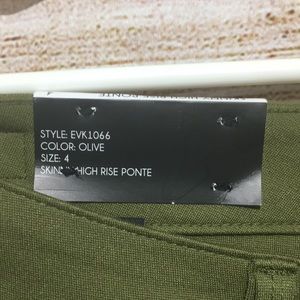 STYLE: EVK1066
COLOR: OLIVE
SIZE: 4
HIGH RISE PONTE